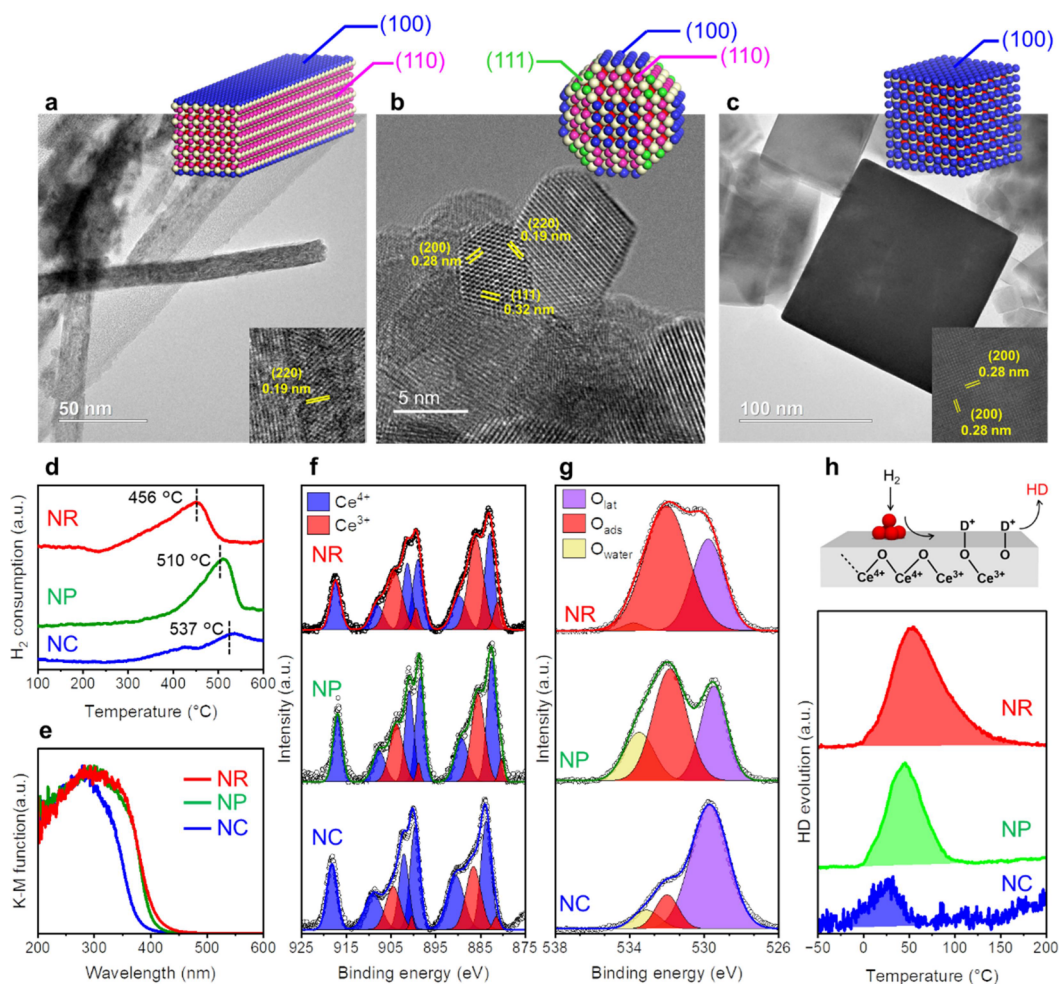 (100)
(110)
(111)
(100)
(110)
(100)
a
b
c
(220)
0.19 nm
50 nm
(200)
0.28 nm
(220)
0.19 nm
(111)
0.32 nm
5 nm
(200)
0.28 nm
(200)
0.28 nm
100 nm
d
456 °C
NR
510 °C
NP
537 °C
NC
H2 consumption (a.u.)
100 200 300 400 500 600
Temperature (°C)
e
NR
NP
NC
K-M function(a.u.)
200 300 400 500 600
Wavelength (nm)
f
Ce4+
Ce3+
NR
NP
NC
Intensity (a.u.)
925 915 905 895 885 875
Binding energy (eV)
g
Olat
Oads
Owater
NR
NP
NC
Intensity (a.u.)
538 534 530 526
Binding energy (eV)
h
H2
HD
D+ D+
O O O O
Ce4+ Ce4+ Ce3+ Ce3+
NR
NP
NC
HD evolution (a.u.)
-50 0 50 100 150 200
Temperature (°C)